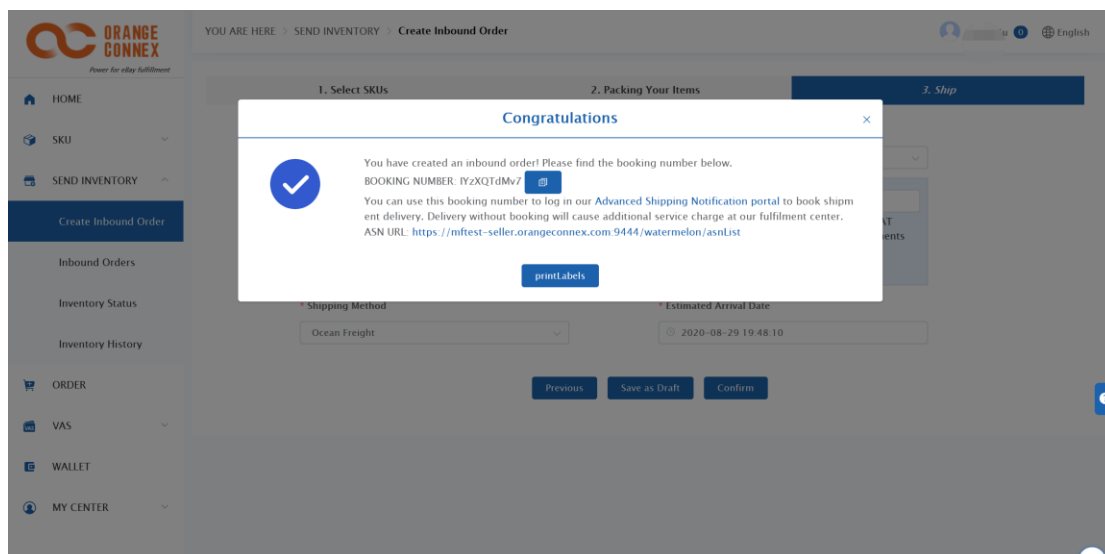 ORANGE
CONNEX
Power for eBay fulfillment
YOU ARE HERE > SEND INVENTORY > Create Inbound Order
u 0 English
HOME
SKU
SEND INVENTORY
Create Inbound Order
Inbound Orders
Inventory Status
Inventory History
ORDER
VAS
WALLET
MY CENTER
1. Select SKUs
2. Packing Your Items
3. Ship
Congratulations
×
You have created an inbound order! Please find the booking number below.
BOOKING NUMBER: IYzXQTdMv7
You can use this booking number to log in our Advanced Shipping Notification portal to book shipm
ent delivery. Delivery without booking will cause additional service charge at our fulfilment center.
ASN URL: https://mftest-seller.orangeconnex.com:9444/watermelon/asnList
printLabels
* Shipping Method
* Estimated Arrival Date
Ocean Freight
2020-08-29 19:48:10
Previous
Save as Draft
Confirm